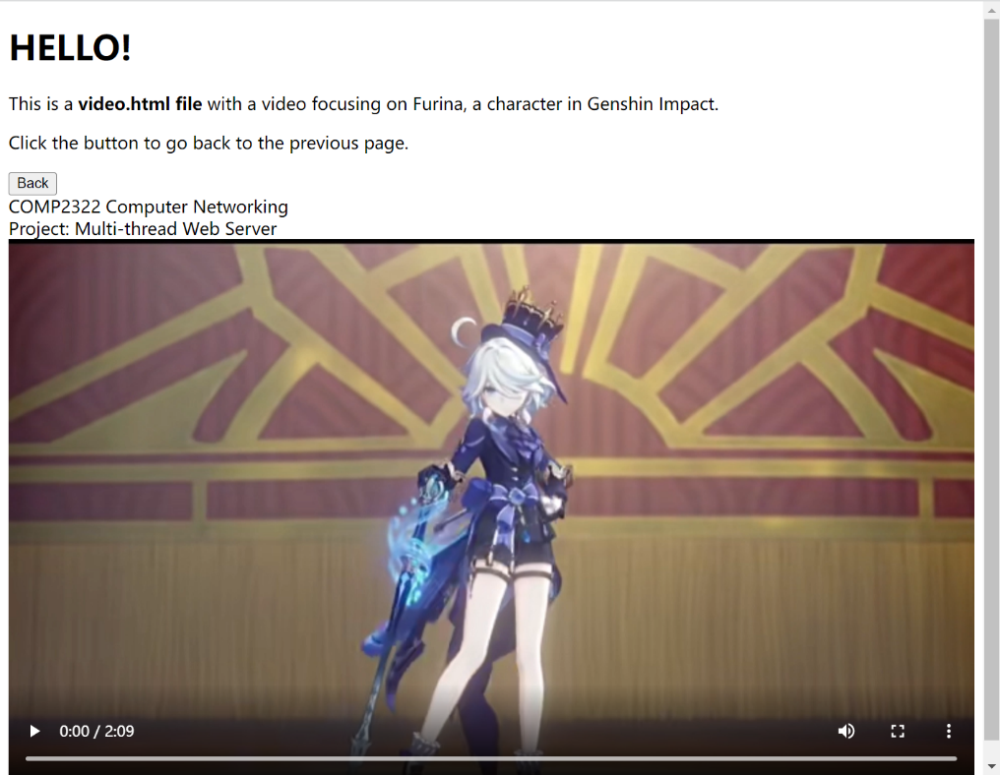 HELLO!
This is a video.html file with a video focusing on Furina, a character in Genshin Impact.
Click the button to go back to the previous page.
Back
COMP2322 Computer Networking
Project: Multi-thread Web Server
0:00 / 2:09